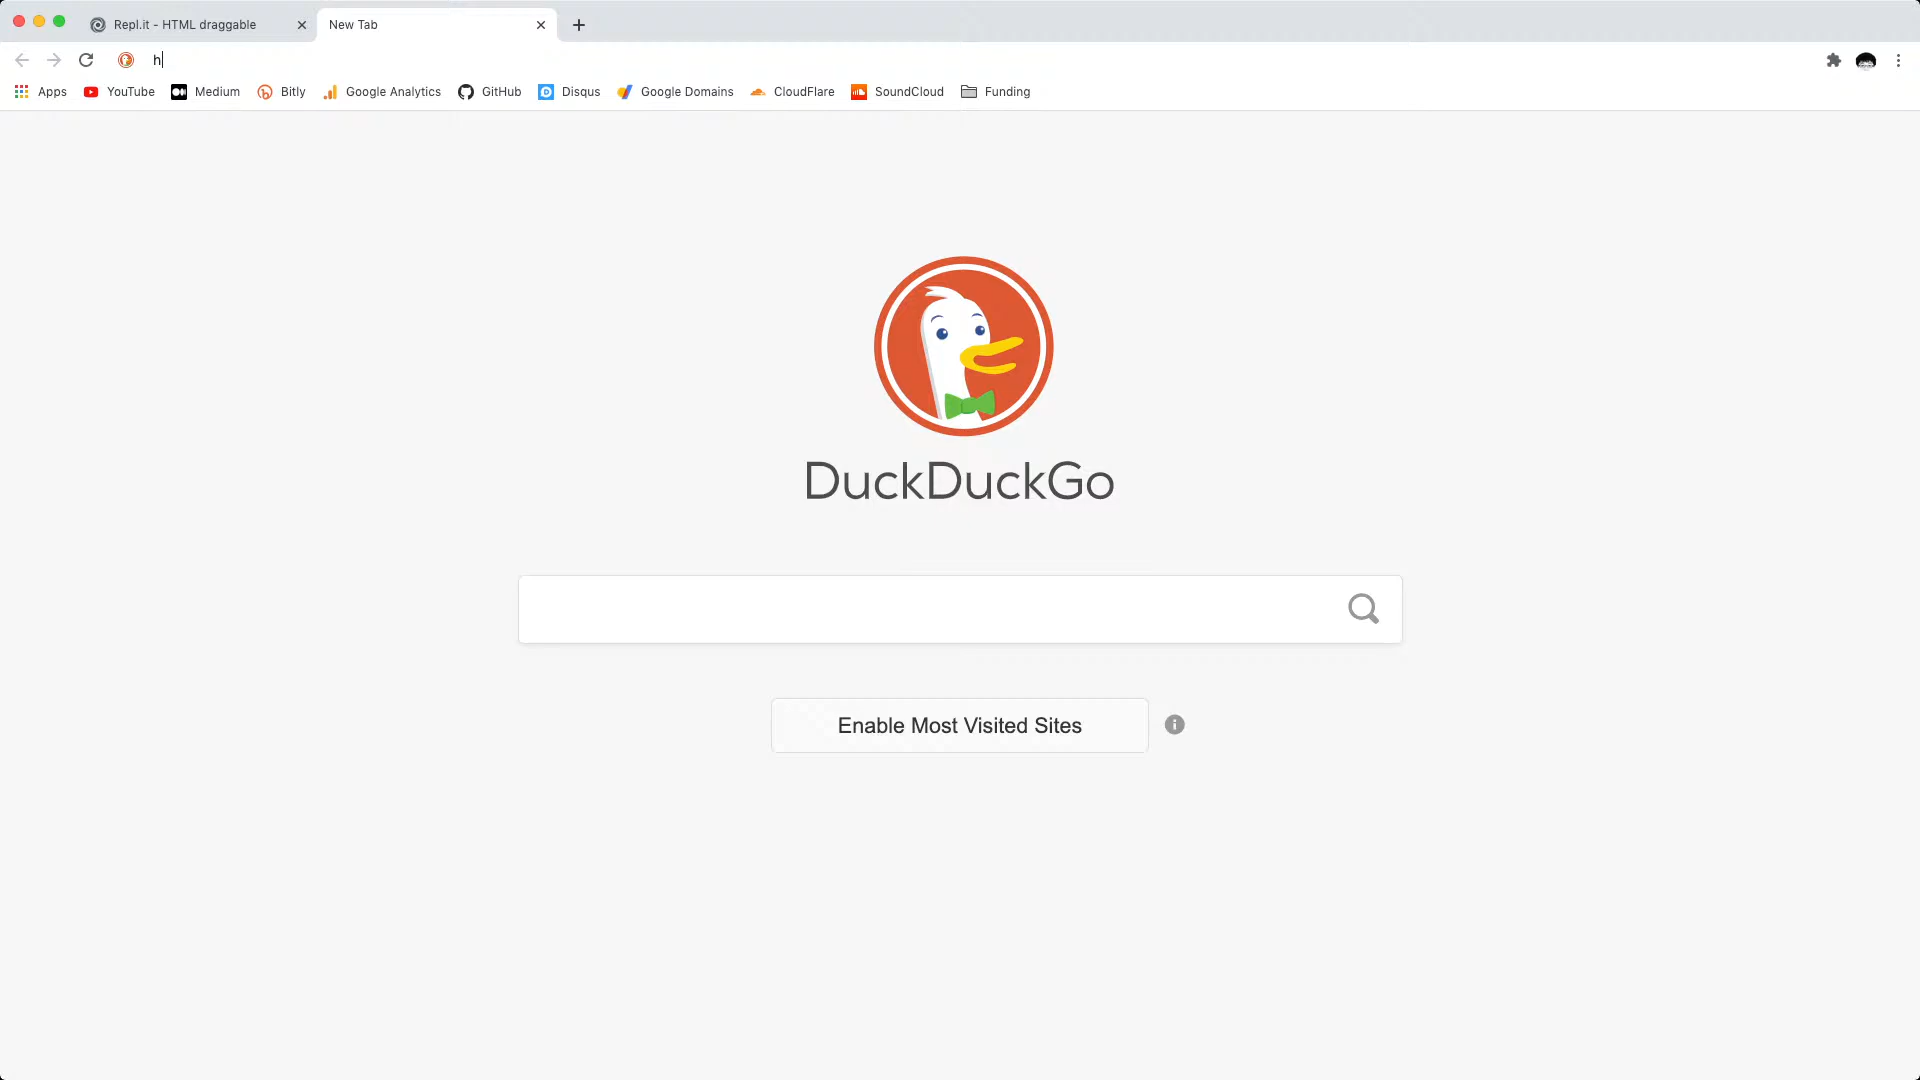 Repl.it - HTML draggable
New Tab
h
Apps YouTube Medium Bitly Google Analytics GitHub Disqus Google Domains CloudFlare SoundCloud Funding
DuckDuckGo
Enable Most Visited Sites